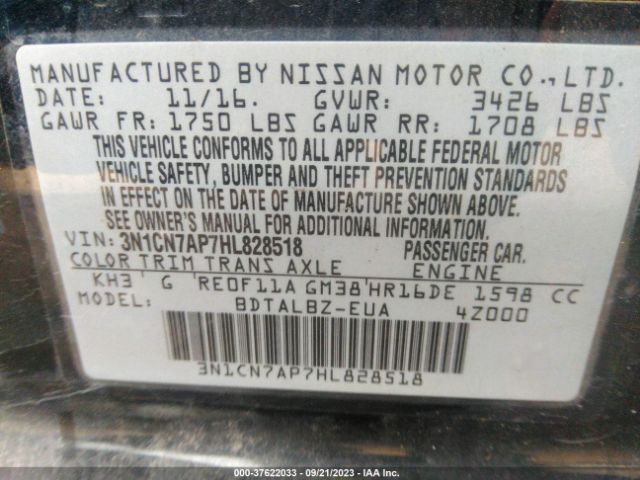 MANUFACTURED BY NISSAN MOTOR CO., LTD.
DATE: 11/16. GVWR: 3426 LBS
GAWR FR: 1750 LBS GAWR RR: 1708 LBS
THIS VEHICLE CONFORMS TO ALL APPLICABLE FEDERAL MOTOR
VEHICLE SAFETY, BUMPER AND THEFT PREVENTION STANDARDS
IN EFFECT ON THE DATE OF MANUFACTURE SHOWN ABOVE.
SEE OWNER'S MANUAL FOR ADDITIONAL INFORMATION.
VIN: 3N1CN7AP7HL828518 PASSENGER CAR.
COLOR TRIM TRANS AXLE ENGINE
KH3 G RE0F11A GM38 HR16DE 1598 CC
MODEL: BDTALBZ-EUA 4Z000
3N1CN7AP7HL828518
000-37622033 - 09/21/2023 - IAA Inc.